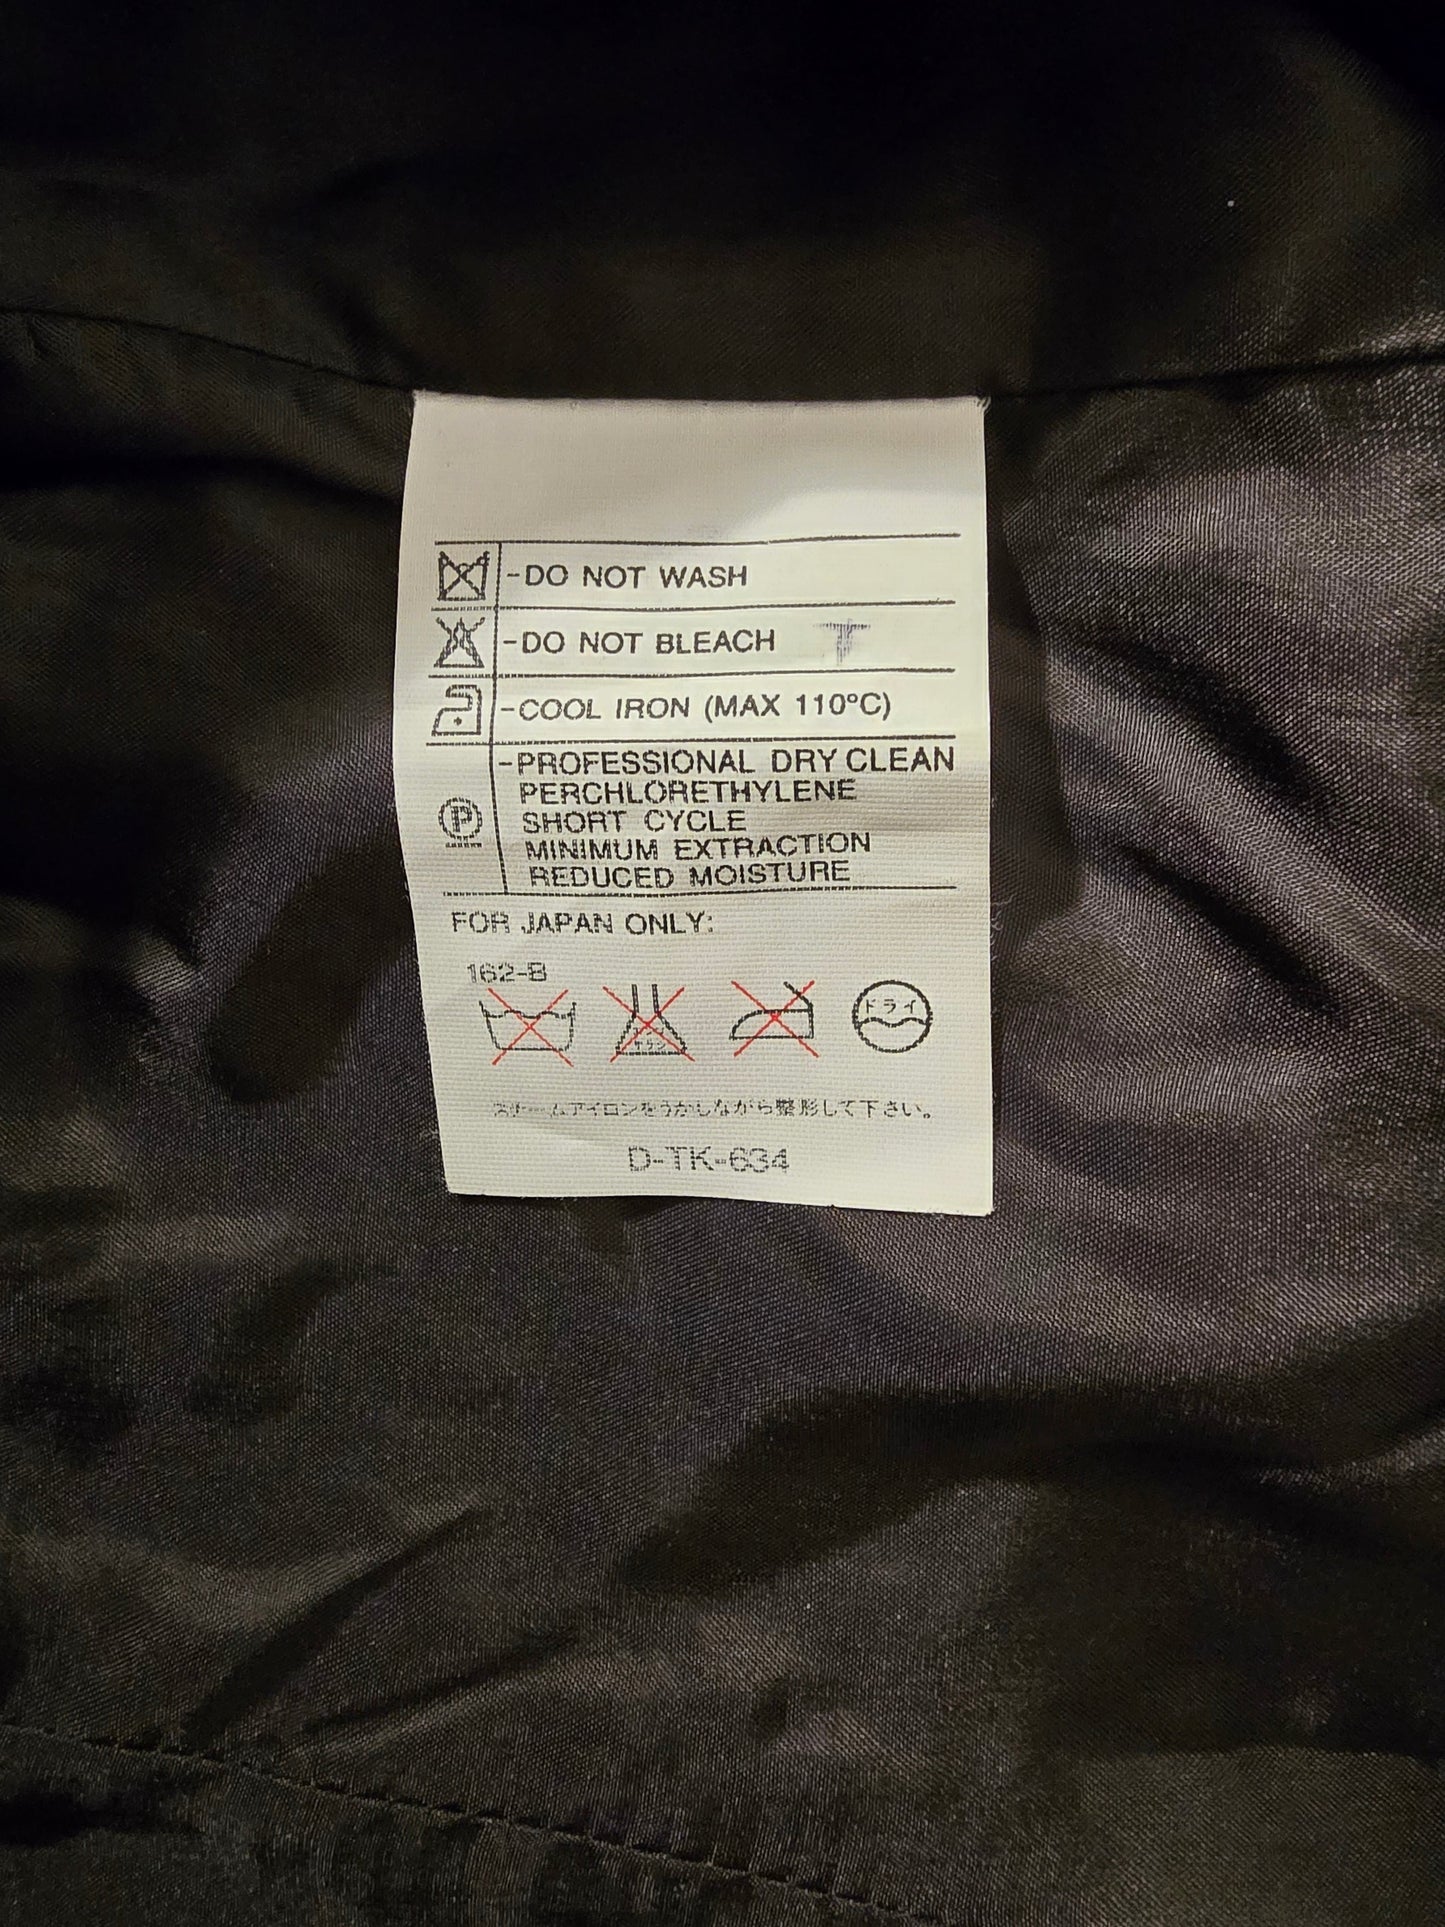 -DO NOT WASH
-DO NOT BLEACH T
-COOL IRON (MAX 110°C)
-PROFESSIONAL DRY CLEAN
P PERCHLORETHYLENE
SHORT CYCLE
MINIMUM EXTRACTION
REDUCED MOISTURE
FOR JAPAN ONLY:
162-B
ドライ
スチームアイロンをうかしながら整形して下さい。
D-TK-634